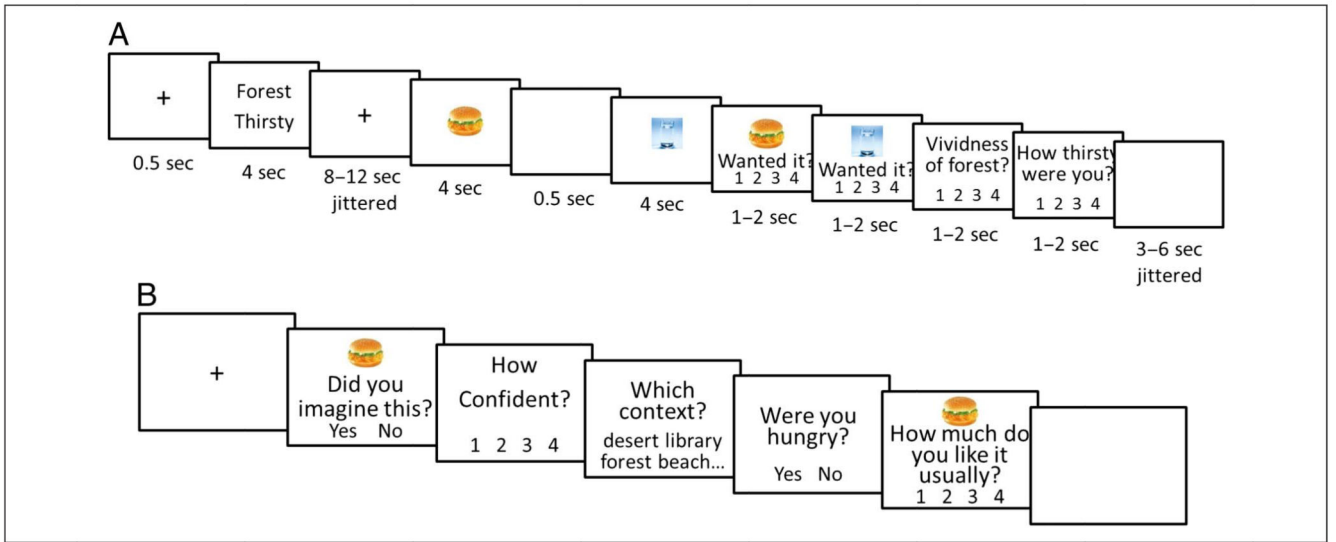 A
+
Forest
Thirsty
+
Wanted it?
1 2 3 4
Wanted it?
1 2 3 4
Vividness
of forest?
1 2 3 4
How thirsty
were you?
1 2 3 4
0.5 sec
4 sec
8–12 sec
jittered
4 sec
0.5 sec
4 sec
1–2 sec
1–2 sec
1–2 sec
1–2 sec
3–6 sec
jittered
B
+
Did you
imagine this?
Yes No
How
Confident?
1 2 3 4
Which
context?
desert library
forest beach...
Were you
hungry?
Yes No
How much do
you like it
usually?
1 2 3 4